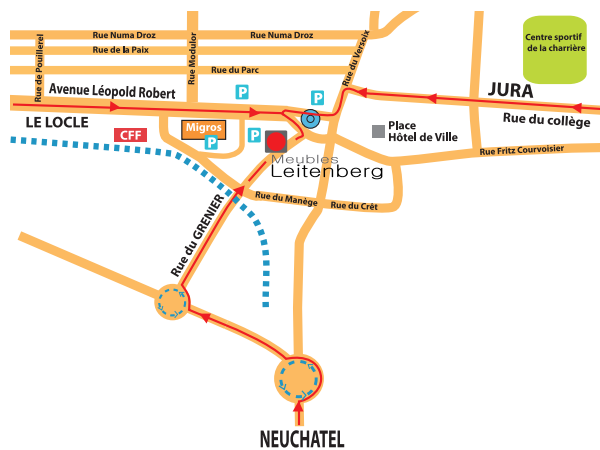 Rue Numa Droz
Rue Numa Droz
Centre sportif
de la charrière
Rue de Pouillerel
Rue de la Paix
Rue Modulor
Rue du Versoix
Rue du Parc
Avenue Léopold Robert
P
P
JURA
LE LOCLE
Rue du collège
CFF
Migros
P
P
Place
Hôtel de Ville
Rue Fritz Courvoisier
Meubles
Leitenberg
Rue du Manège
Rue du Crêt
Rue du GRENIER
NEUCHATEL